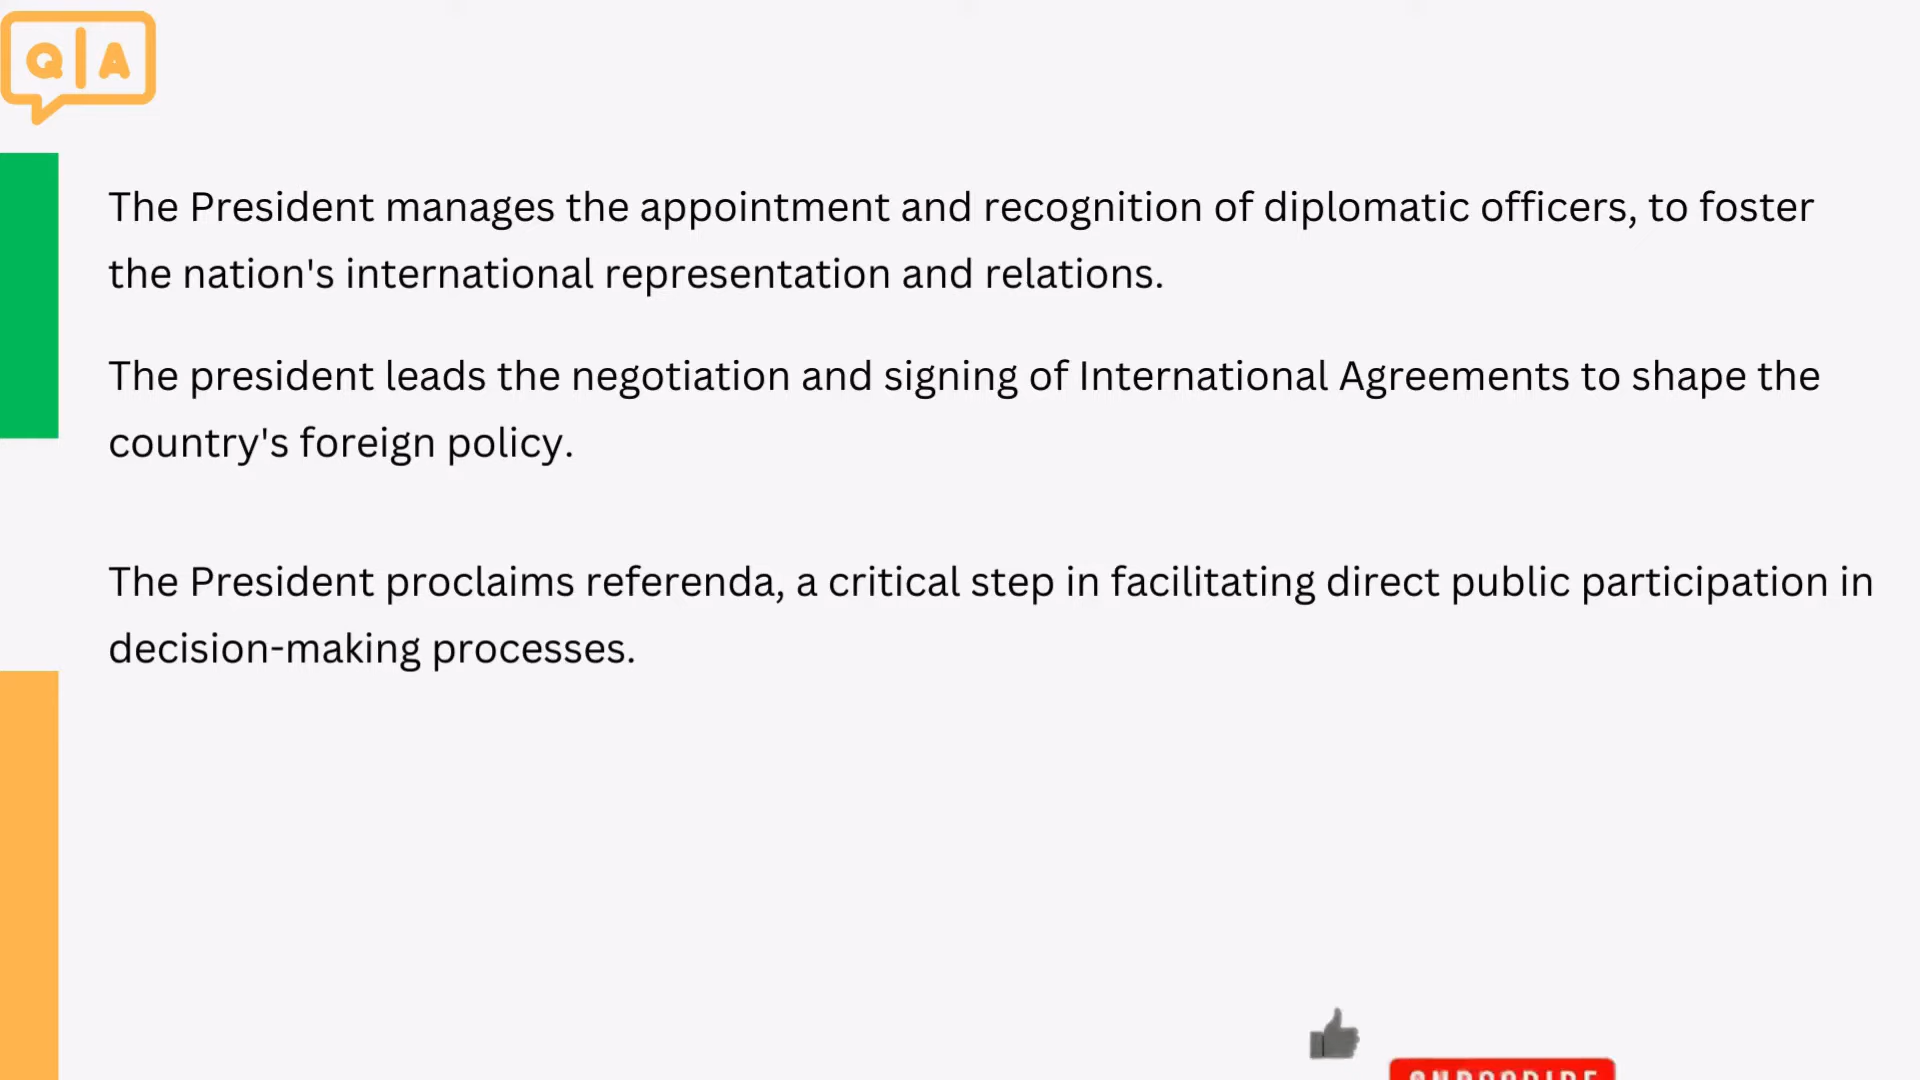 Q|A
The President manages the appointment and recognition of diplomatic officers, to foster
the nation's international representation and relations.
The president leads the negotiation and signing of International Agreements to shape the
country's foreign policy.
The President proclaims referenda, a critical step in facilitating direct public participation in
decision-making processes.
SUBSCRIBE